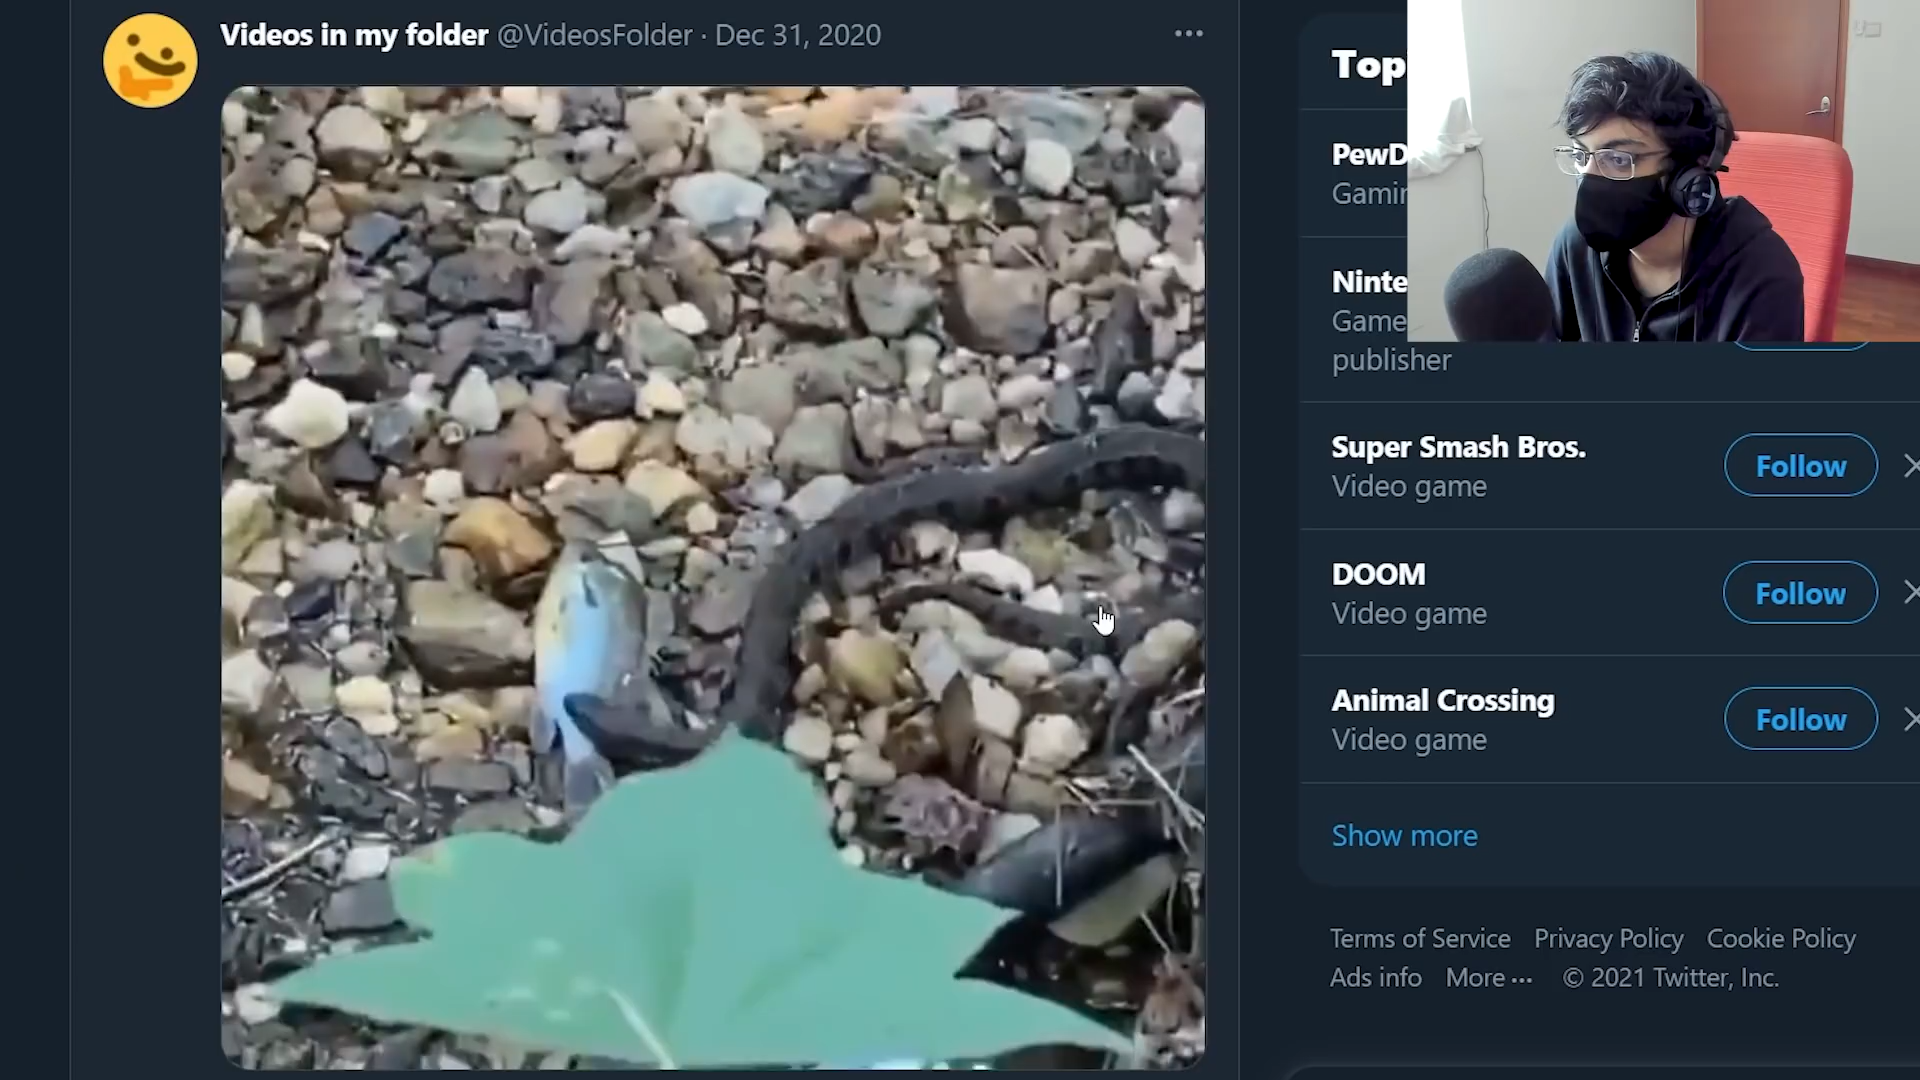 Videos in my folder @VideosFolder · Dec 31, 2020 ...
Top
PewD
Gamin
Ninte
Game
publisher
Super Smash Bros.
Video game
Follow
DOOM
Video game
Follow
Animal Crossing
Video game
Follow
Show more
Terms of Service Privacy Policy Cookie Policy
Ads info More ... © 2021 Twitter, Inc.